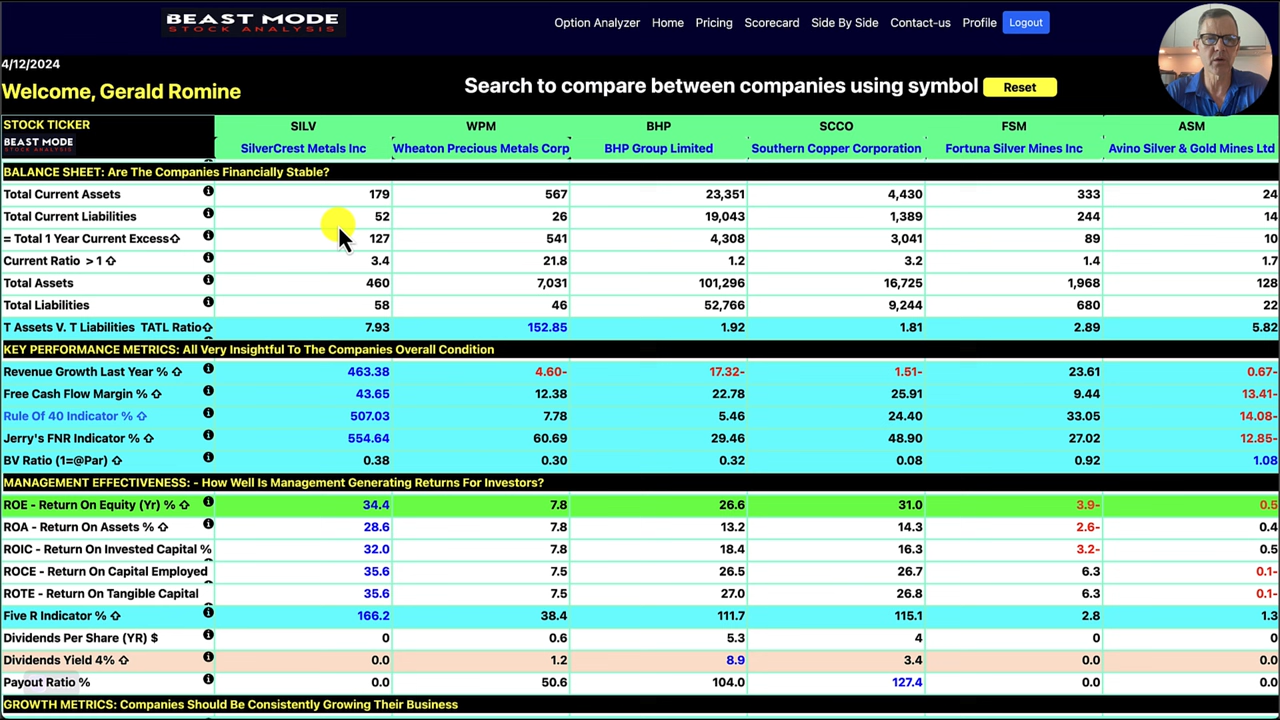 BEAST MODE
STOCK ANALYSIS
Option Analyzer Home Pricing Scorecard Side By Side Contact-us Profile Logout
4/12/2024
Welcome, Gerald Romine
Search to compare between companies using symbol Reset
STOCK TICKER SILV WPM BHP SCCO FSM ASM
BEAST MODE
STOCK ANALYSIS
SilverCrest Metals Inc Wheaton Precious Metals Corp BHP Group Limited Southern Copper Corporation Fortuna Silver Mines Inc Avino Silver & Gold Mines Ltd
BALANCE SHEET: Are The Companies Financially Stable?
Total Current Assets 179 567 23,351 4,430 333 24
Total Current Liabilities 52 26 19,043 1,389 244 14
= Total 1 Year Current Excess⇧ 127 541 4,308 3,041 89 10
Current Ratio > 1 ⇧ 3.4 21.8 1.2 3.2 1.4 1.7
Total Assets 460 7,031 101,296 16,725 1,968 128
Total Liabilities 58 46 52,766 9,244 680 22
T Assets V. T Liabilities TATL Ratio⇧ 7.93 152.85 1.92 1.81 2.89 5.82
KEY PERFORMANCE METRICS: All Very Insightful To The Companies Overall Condition
Revenue Growth Last Year % ⇧ 463.38 4.60- 17.32- 1.51- 23.61 0.67-
Free Cash Flow Margin % ⇧ 43.65 12.38 22.78 25.91 9.44 13.41-
Rule Of 40 Indicator % ⇧ 507.03 7.78 5.46 24.40 33.05 14.08-
Jerry's FNR Indicator % ⇧ 554.64 60.69 29.46 48.90 27.02 12.85-
BV Ratio (1=@Par) ⇧ 0.38 0.30 0.32 0.08 0.92 1.08
MANAGEMENT EFFECTIVENESS: - How Well Is Management Generating Returns For Investors?
ROE - Return On Equity (Yr) % ⇧ 34.4 7.8 26.6 31.0 3.9- 0.5
ROA - Return On Assets % ⇧ 28.6 7.8 13.2 14.3 2.6- 0.4
ROIC - Return On Invested Capital % 32.0 7.8 18.4 16.3 3.2- 0.5
ROCE - Return On Capital Employed 35.6 7.5 26.5 26.7 6.3 0.1-
ROTE - Return On Tangible Capital 35.6 7.5 27.0 26.8 6.3 0.1-
Five R Indicator % ⇧ 166.2 38.4 111.7 115.1 2.8 1.3
Dividends Per Share (YR) $ 0 0.6 5.3 4 0 0
Dividends Yield 4% ⇧ 0.0 1.2 8.9 3.4 0.0 0.0
Payout Ratio % 0.0 50.6 104.0 127.4 0.0 0.0
GROWTH METRICS: Companies Should Be Consistently Growing Their Business